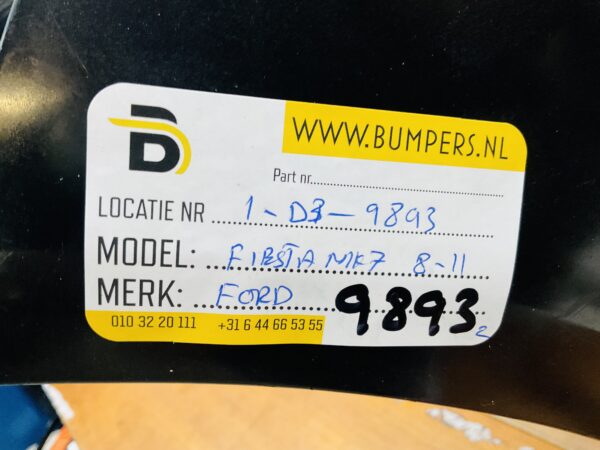 WWW.BUMPERS.NL
Part nr.
LOCATIE NR 1-D3-9893
MODEL: FIESTA MK7 8-11
MERK: FORD 9893 2
010 32 20 111 +31 6 44 66 53 55